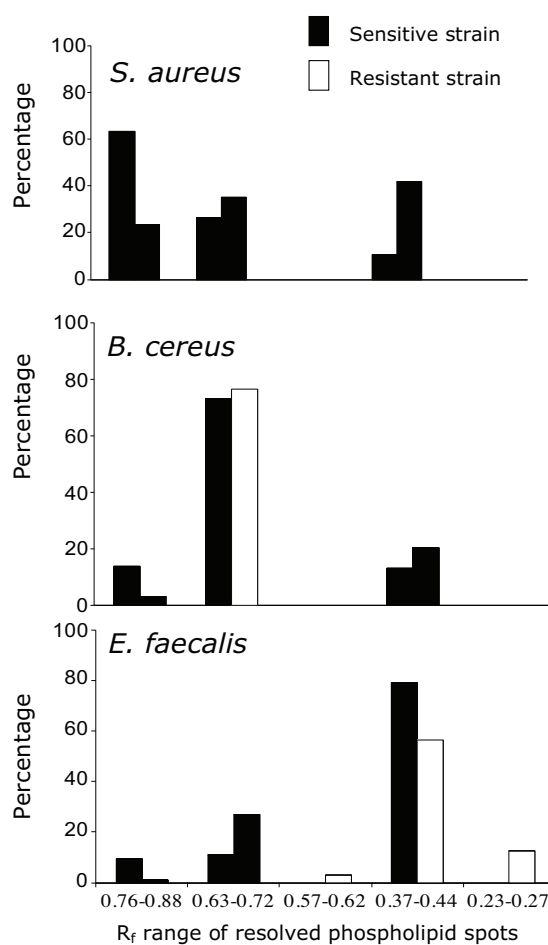 Sensitive strain
Resistant strain
S. aureus
Percentage
100
80
60
40
20
0
B. cereus
Percentage
100
80
60
40
20
0
E. faecalis
Percentage
100
80
60
40
20
0
0.76-0.88 0.63-0.72 0.57-0.62 0.37-0.44 0.23-0.27
Rf range of resolved phospholipid spots